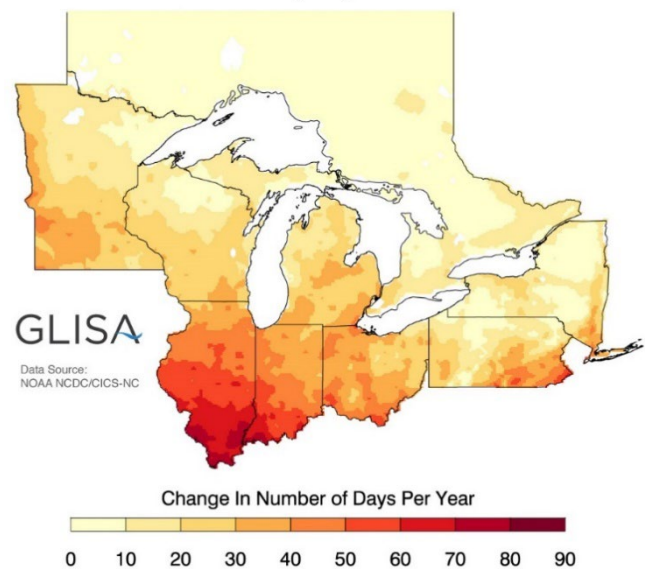 GLISA
Data Source:
NOAA NCDC/CICS-NC
Change In Number of Days Per Year
0 10 20 30 40 50 60 70 80 90